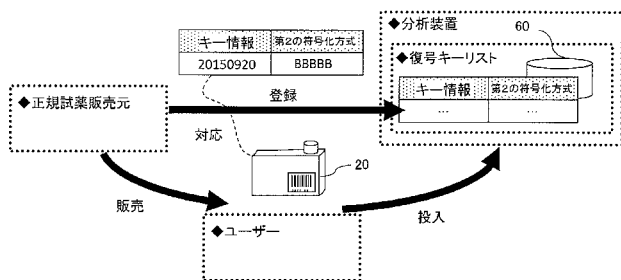 ◆分析装置
60
◆復号キーリスト
キー情報 第2の符号化方式
20150920 BBBBB
キー情報 第2の符号化方式
… …
◆正規試薬販売元
登録
対応
20
販売
投入
◆ユーザー